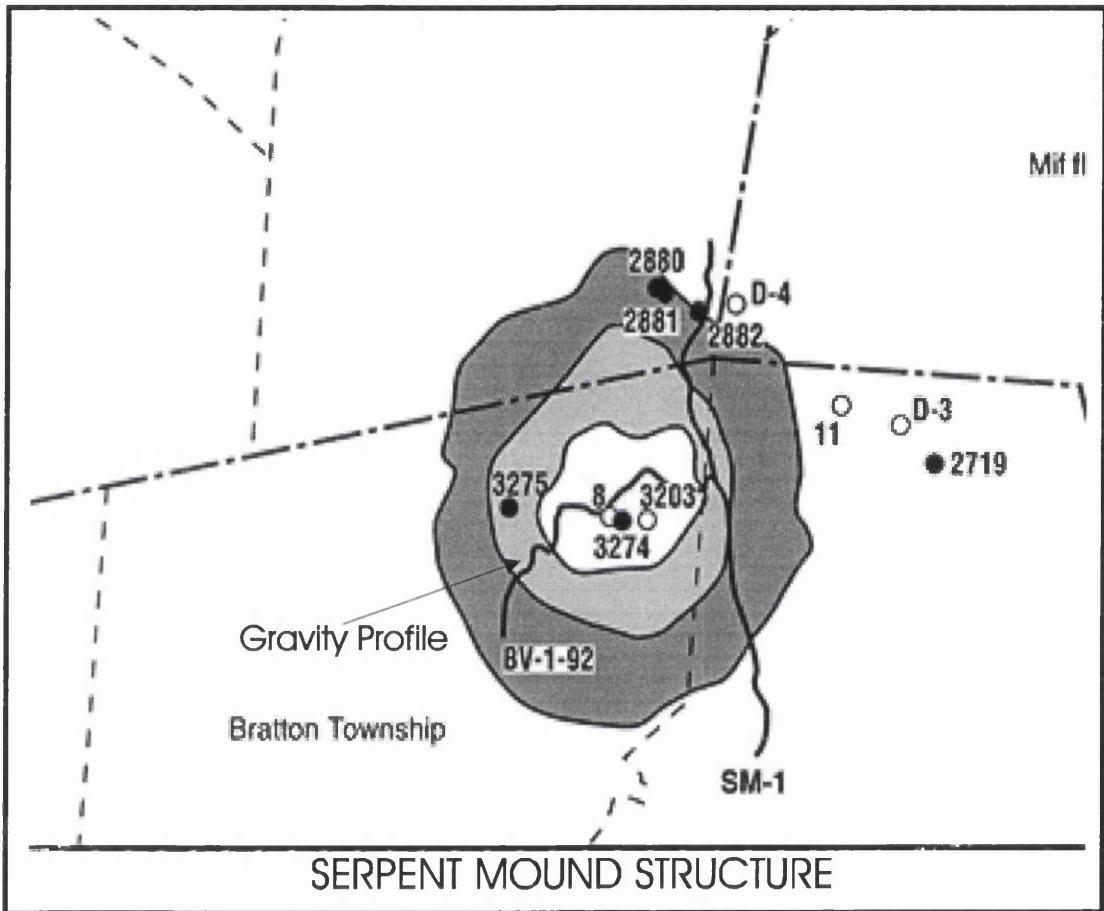 Mif fl
2880
D-4
2881
2882
11
D-3
2719
3275
8
3203
3274
Gravity Profile
BV-1-92
Bratton Township
SM-1
SERPENT MOUND STRUCTURE